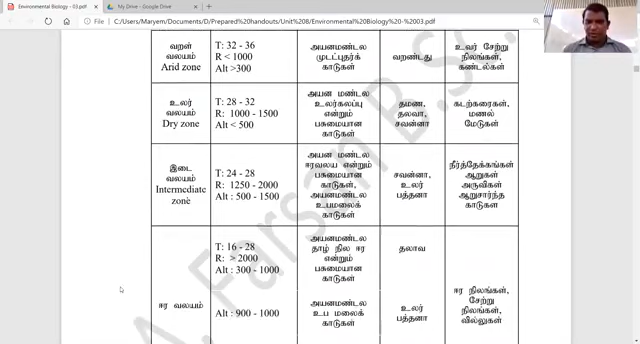 Environmental Biology - 03.pdf
My Drive - Google Drive
File
C:/Users/Maryem/Documents/D/Prepared%20handouts/Unit%208/Environmental%20Biology%20-%2003.pdf
வறள்
வலயம்
Arid zone
T: 32 - 36
R < 1000
Alt >300
அயனமண்டல
முட்புதர்க்
காடுகள்
வறண்டது
உவர் சேற்று
நிலங்கள்,
கண்டல்கள்
உலர்
வலயம்
Dry zone
T: 28 - 32
R: 1000 - 1500
Alt < 500
அயன மண்டல
உலர்கலப்பு
என்றும்
பசுமையான
காடுகள்
தமண,
தலவா,
சவன்னா
கடற்கரைகள்,
மணல்
மேடுகள்
இடை
வலயம்
Intermediate
zone
T: 24 - 28
R: 1250 - 2000
Alt : 500 - 1500
அயன மண்டல
ஈரவலய என்றும்
பசுமையான
காடுகள்,
அயனமண்டல
உபமலைக்
காடுகள்
சவன்னா,
உலர்
பத்தனா
நீர்த்தேக்கங்கள்
ஆறுகள்
அருவிகள்
ஆறுசார்ந்த
காடுகள்
ஈர வலயம்
T: 16 - 28
R: > 2000
Alt : 300 - 1000
அயனமண்டல
தாழ் நில ஈர
என்றும்
பசுமையான
காடுகள்
தலாவ
Alt : 900 - 1000
அயனமண்டல
உப மலைக்
காடுகள்
உலர்
பத்தனா
ஈர நிலங்கள்,
சேற்று
நிலங்கள்,
வில்லுகள்
A. Farsan B.Sc